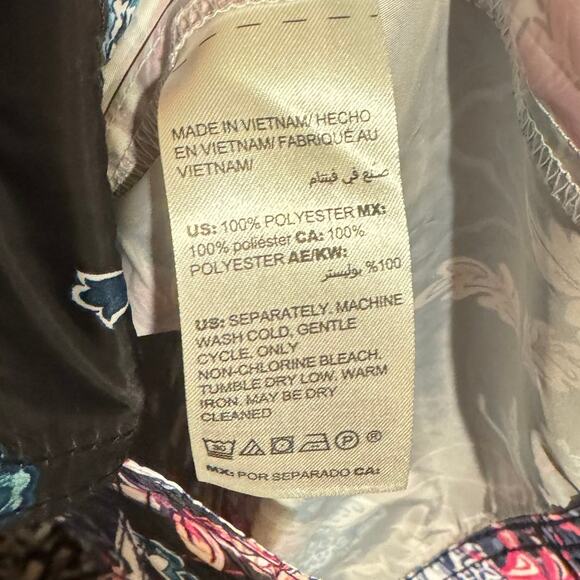 MADE IN VIETNAM/ HECHO
EN VIETNAM/ FABRIQUÉ AU
VIETNAM/
صنع في فيتنام
US: 100% POLYESTER MX:
100% poliéster CA: 100%
POLYESTER AE/KW:
100% بوليستر
US: SEPARATELY. MACHINE
WASH COLD, GENTLE
CYCLE. ONLY
NON-CHLORINE BLEACH.
TUMBLE DRY LOW. WARM
IRON. MAY BE DRY
CLEANED
30 P ®
MX: POR SEPARADO CA: